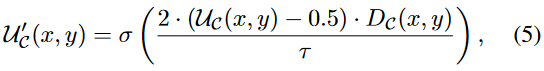 𝒰′_𝒞(x, y) = σ ( 2 · (𝒰_𝒞(x, y) − 0.5) · D_𝒞(x, y) / τ ) , (5)